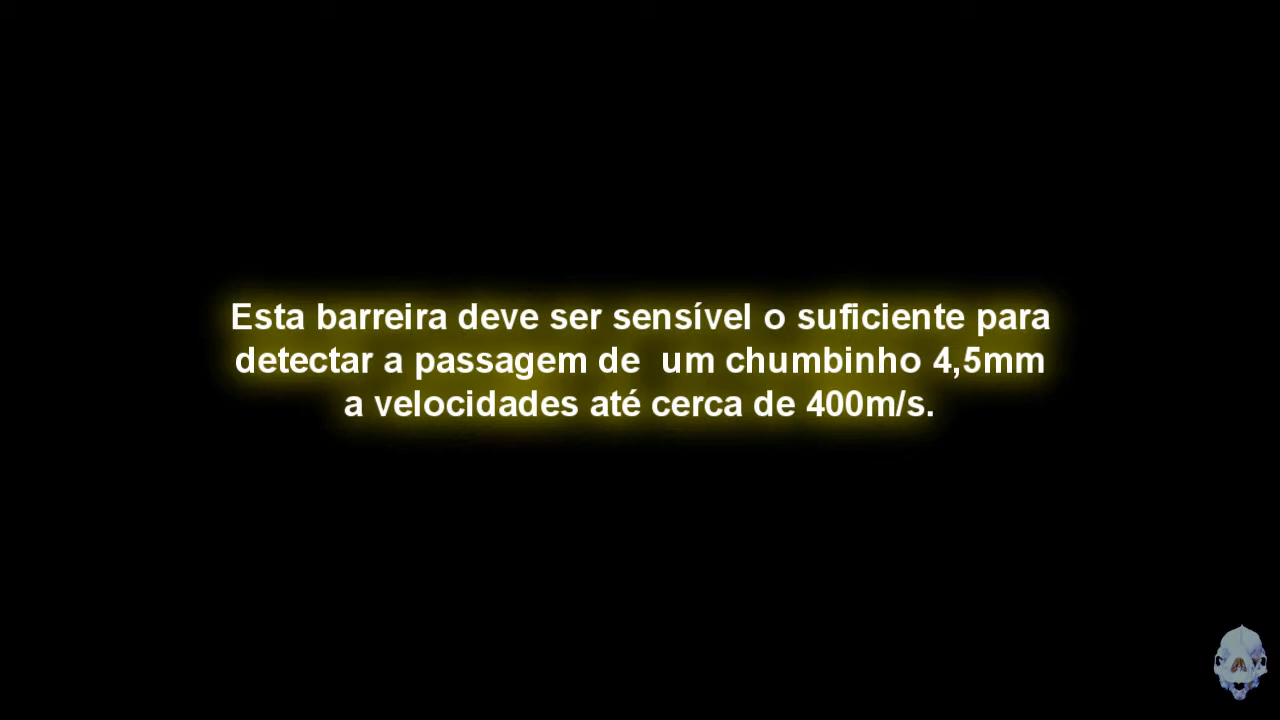 Esta barreira deve ser sensível o suficiente para
detectar a passagem de  um chumbinho 4,5mm
a velocidades até cerca de 400m/s.